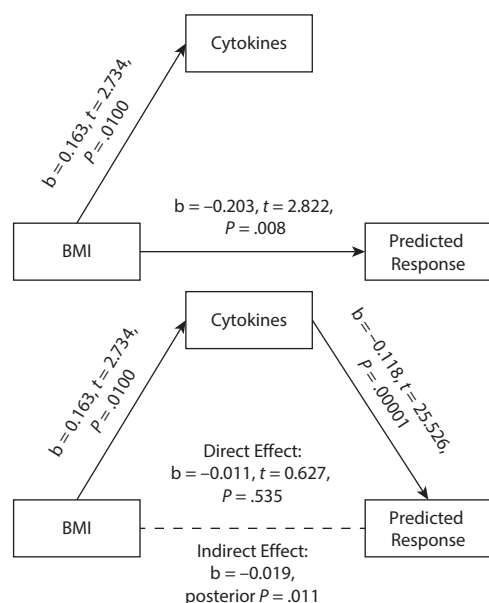 Cytokines
b = 0.163, t = 2.734,
P = .0100
b = –0.203, t = 2.822,
P = .008
BMI
Predicted
Response
Cytokines
b = 0.163, t = 2.734,
P = .0100
b = –0.118, t = 25.526,
P = .00001
Direct Effect:
b = –0.011, t = 0.627,
P = .535
BMI
Predicted
Response
Indirect Effect:
b = –0.019,
posterior P = .011